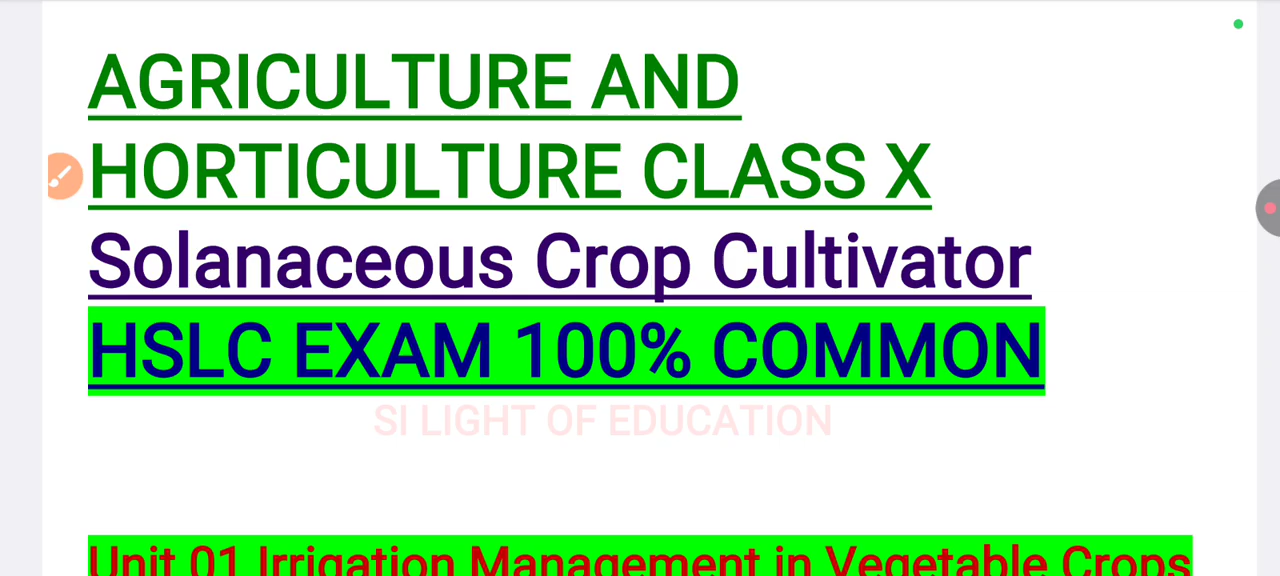 AGRICULTURE AND
HORTICULTURE CLASS X
Solanaceous Crop Cultivator
HSLC EXAM 100% COMMON
SI LIGHT OF EDUCATION
Unit 01 Irrigation Management in Vegetable Crops